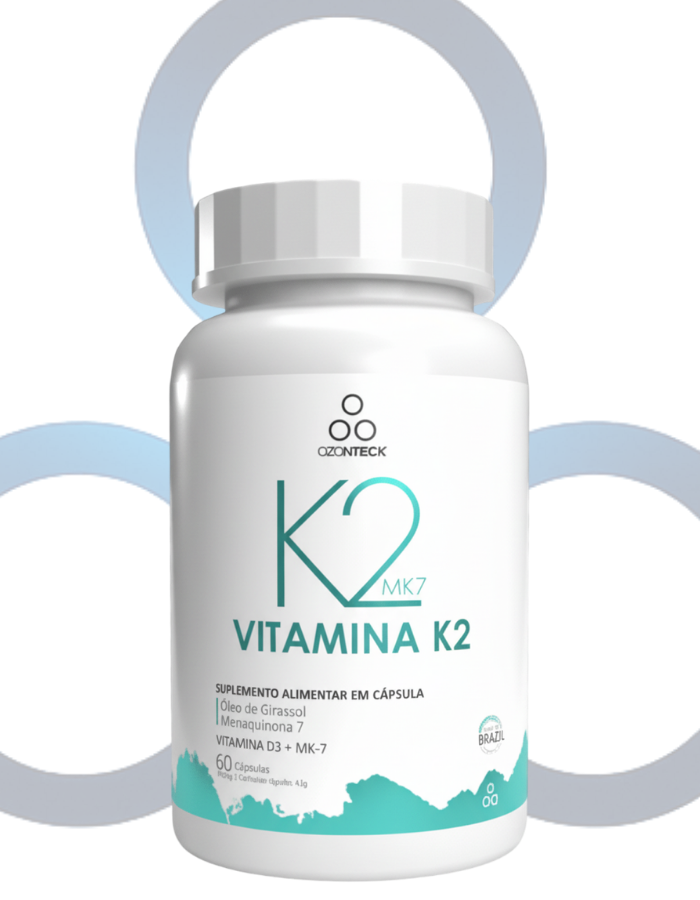 OZONTECK
K2
MK7
VITAMINA K2
SUPLEMENTO ALIMENTAR EM CÁPSULA
Óleo de Girassol
Menaquinona 7
VITAMINA D3 + MK-7
60 Cápsulas
BRAZIL